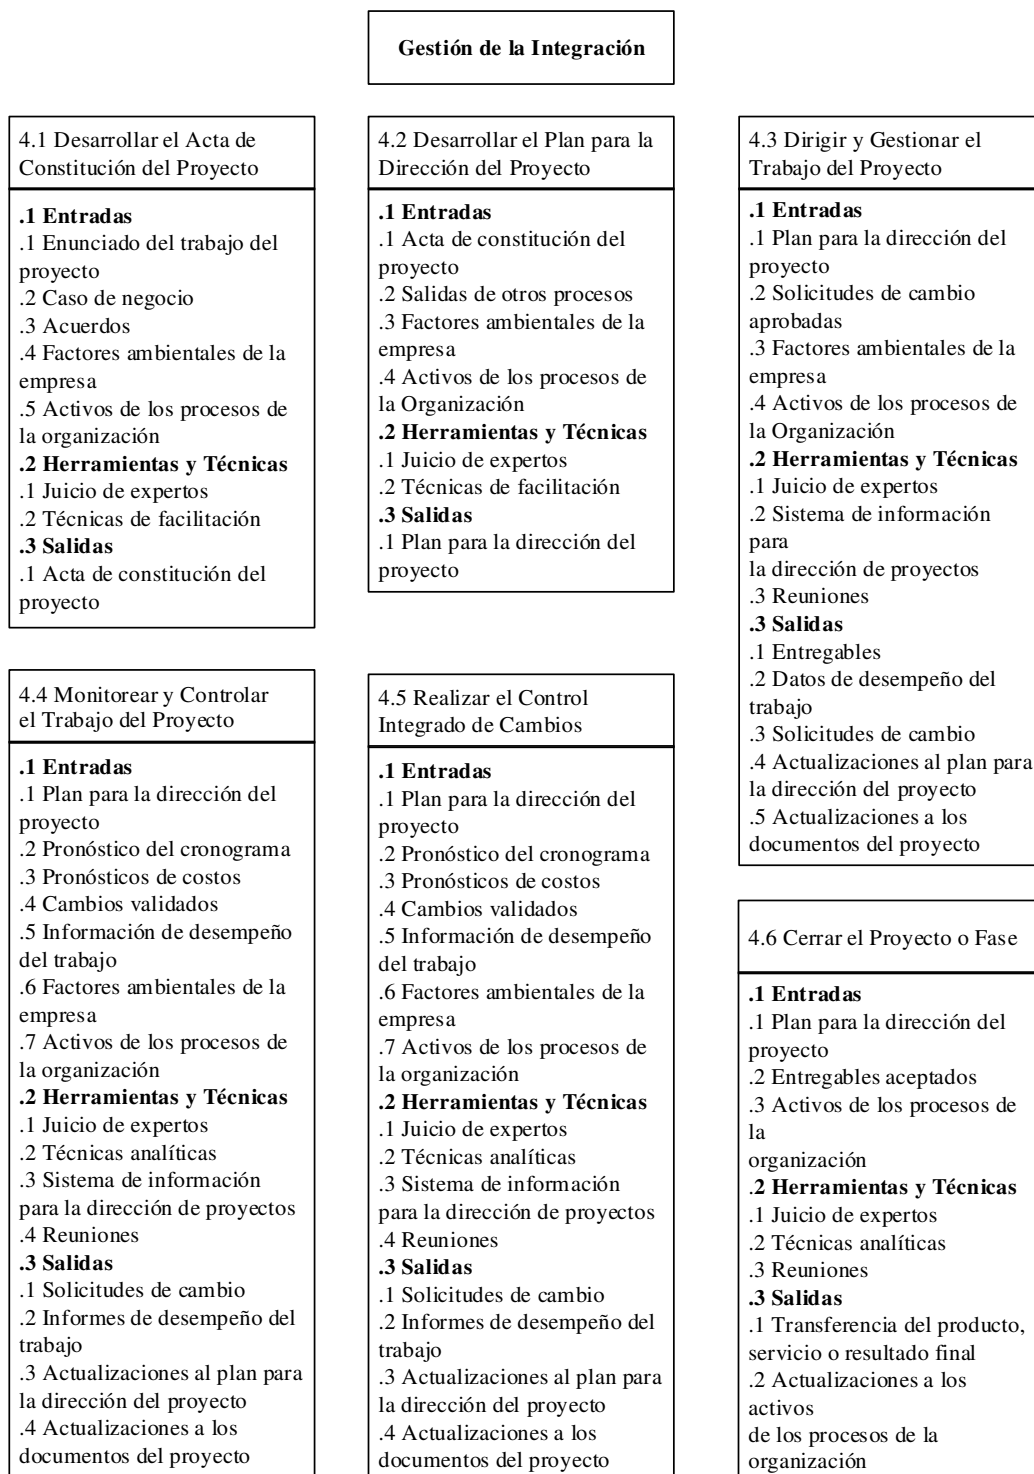 Gestión de la Integración
4.1 Desarrollar el Acta de
Constitución del Proyecto
.1 Entradas
.1 Enunciado del trabajo del
proyecto
.2 Caso de negocio
.3 Acuerdos
.4 Factores ambientales de la
empresa
.5 Activos de los procesos de
la organización
.2 Herramientas y Técnicas
.1 Juicio de expertos
.2 Técnicas de facilitación
.3 Salidas
.1 Acta de constitución del
proyecto
4.2 Desarrollar el Plan para la
Dirección del Proyecto
.1 Entradas
.1 Acta de constitución del
proyecto
.2 Salidas de otros procesos
.3 Factores ambientales de la
empresa
.4 Activos de los procesos de
la Organización
.2 Herramientas y Técnicas
.1 Juicio de expertos
.2 Técnicas de facilitación
.3 Salidas
.1 Plan para la dirección del
proyecto
4.3 Dirigir y Gestionar el
Trabajo del Proyecto
.1 Entradas
.1 Plan para la dirección del
proyecto
.2 Solicitudes de cambio
aprobadas
.3 Factores ambientales de la
empresa
.4 Activos de los procesos de
la Organización
.2 Herramientas y Técnicas
.1 Juicio de expertos
.2 Sistema de información
para
la dirección de proyectos
.3 Reuniones
.3 Salidas
.1 Entregables
.2 Datos de desempeño del
trabajo
.3 Solicitudes de cambio
.4 Actualizaciones al plan para
la dirección del proyecto
.5 Actualizaciones a los
documentos del proyecto
4.4 Monitorear y Controlar
el Trabajo del Proyecto
.1 Entradas
.1 Plan para la dirección del
proyecto
.2 Pronóstico del cronograma
.3 Pronósticos de costos
.4 Cambios validados
.5 Información de desempeño
del trabajo
.6 Factores ambientales de la
empresa
.7 Activos de los procesos de
la organización
.2 Herramientas y Técnicas
.1 Juicio de expertos
.2 Técnicas analíticas
.3 Sistema de información
para la dirección de proyectos
.4 Reuniones
.3 Salidas
.1 Solicitudes de cambio
.2 Informes de desempeño del
trabajo
.3 Actualizaciones al plan para
la dirección del proyecto
.4 Actualizaciones a los
documentos del proyecto
4.5 Realizar el Control
Integrado de Cambios
.1 Entradas
.1 Plan para la dirección del
proyecto
.2 Pronóstico del cronograma
.3 Pronósticos de costos
.4 Cambios validados
.5 Información de desempeño
del trabajo
.6 Factores ambientales de la
empresa
.7 Activos de los procesos de
la organización
.2 Herramientas y Técnicas
.1 Juicio de expertos
.2 Técnicas analíticas
.3 Sistema de información
para la dirección de proyectos
.4 Reuniones
.3 Salidas
.1 Solicitudes de cambio
.2 Informes de desempeño del
trabajo
.3 Actualizaciones al plan para
la dirección del proyecto
.4 Actualizaciones a los
documentos del proyecto
4.6 Cerrar el Proyecto o Fase
.1 Entradas
.1 Plan para la dirección del
proyecto
.2 Entregables aceptados
.3 Activos de los procesos de
la
organización
.2 Herramientas y Técnicas
.1 Juicio de expertos
.2 Técnicas analíticas
.3 Reuniones
.3 Salidas
.1 Transferencia del producto,
servicio o resultado final
.2 Actualizaciones a los
activos
de los procesos de la
organización